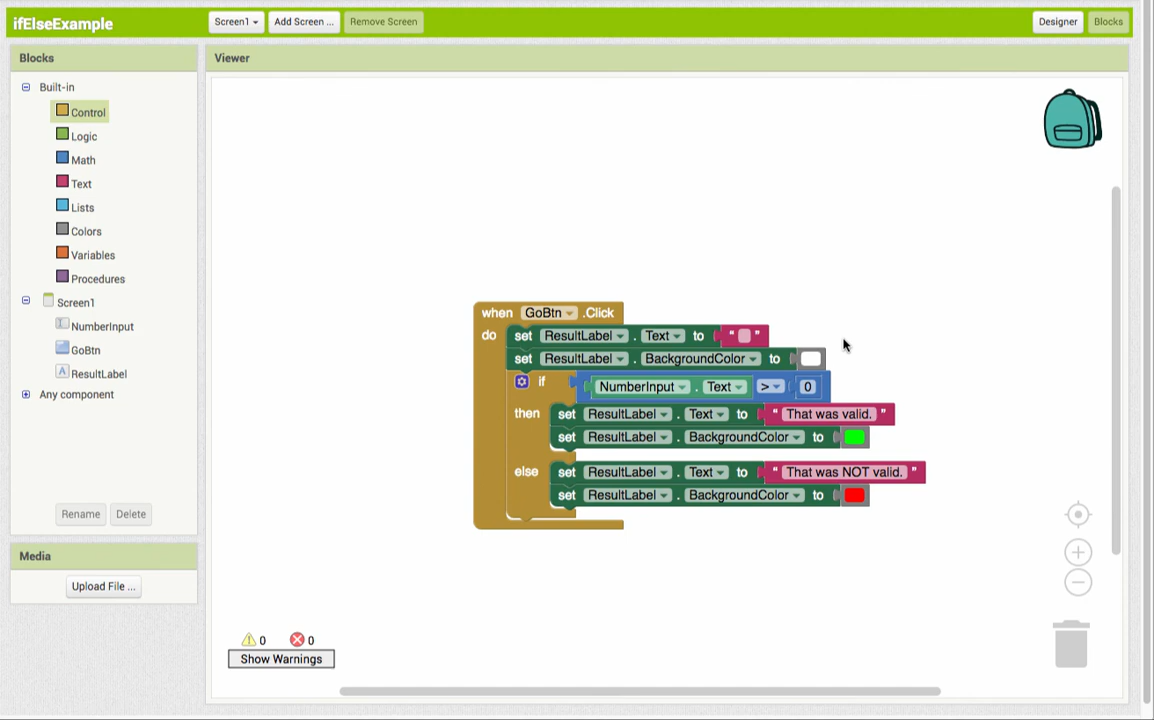 ifElseExample
Screen1
Add Screen ...
Remove Screen
Designer
Blocks
Blocks
Viewer
Built-in
Control
Logic
Math
Text
Lists
Colors
Variables
Procedures
Screen1
NumberInput
GoBtn
ResultLabel
Any component
Rename
Delete
Media
Upload File ...
when GoBtn .Click
do set ResultLabel . Text to " "
set ResultLabel . BackgroundColor to
if NumberInput . Text > 0
then set ResultLabel . Text to " That was valid. "
set ResultLabel . BackgroundColor to
else set ResultLabel . Text to " That was NOT valid. "
set ResultLabel . BackgroundColor to
0 0
Show Warnings